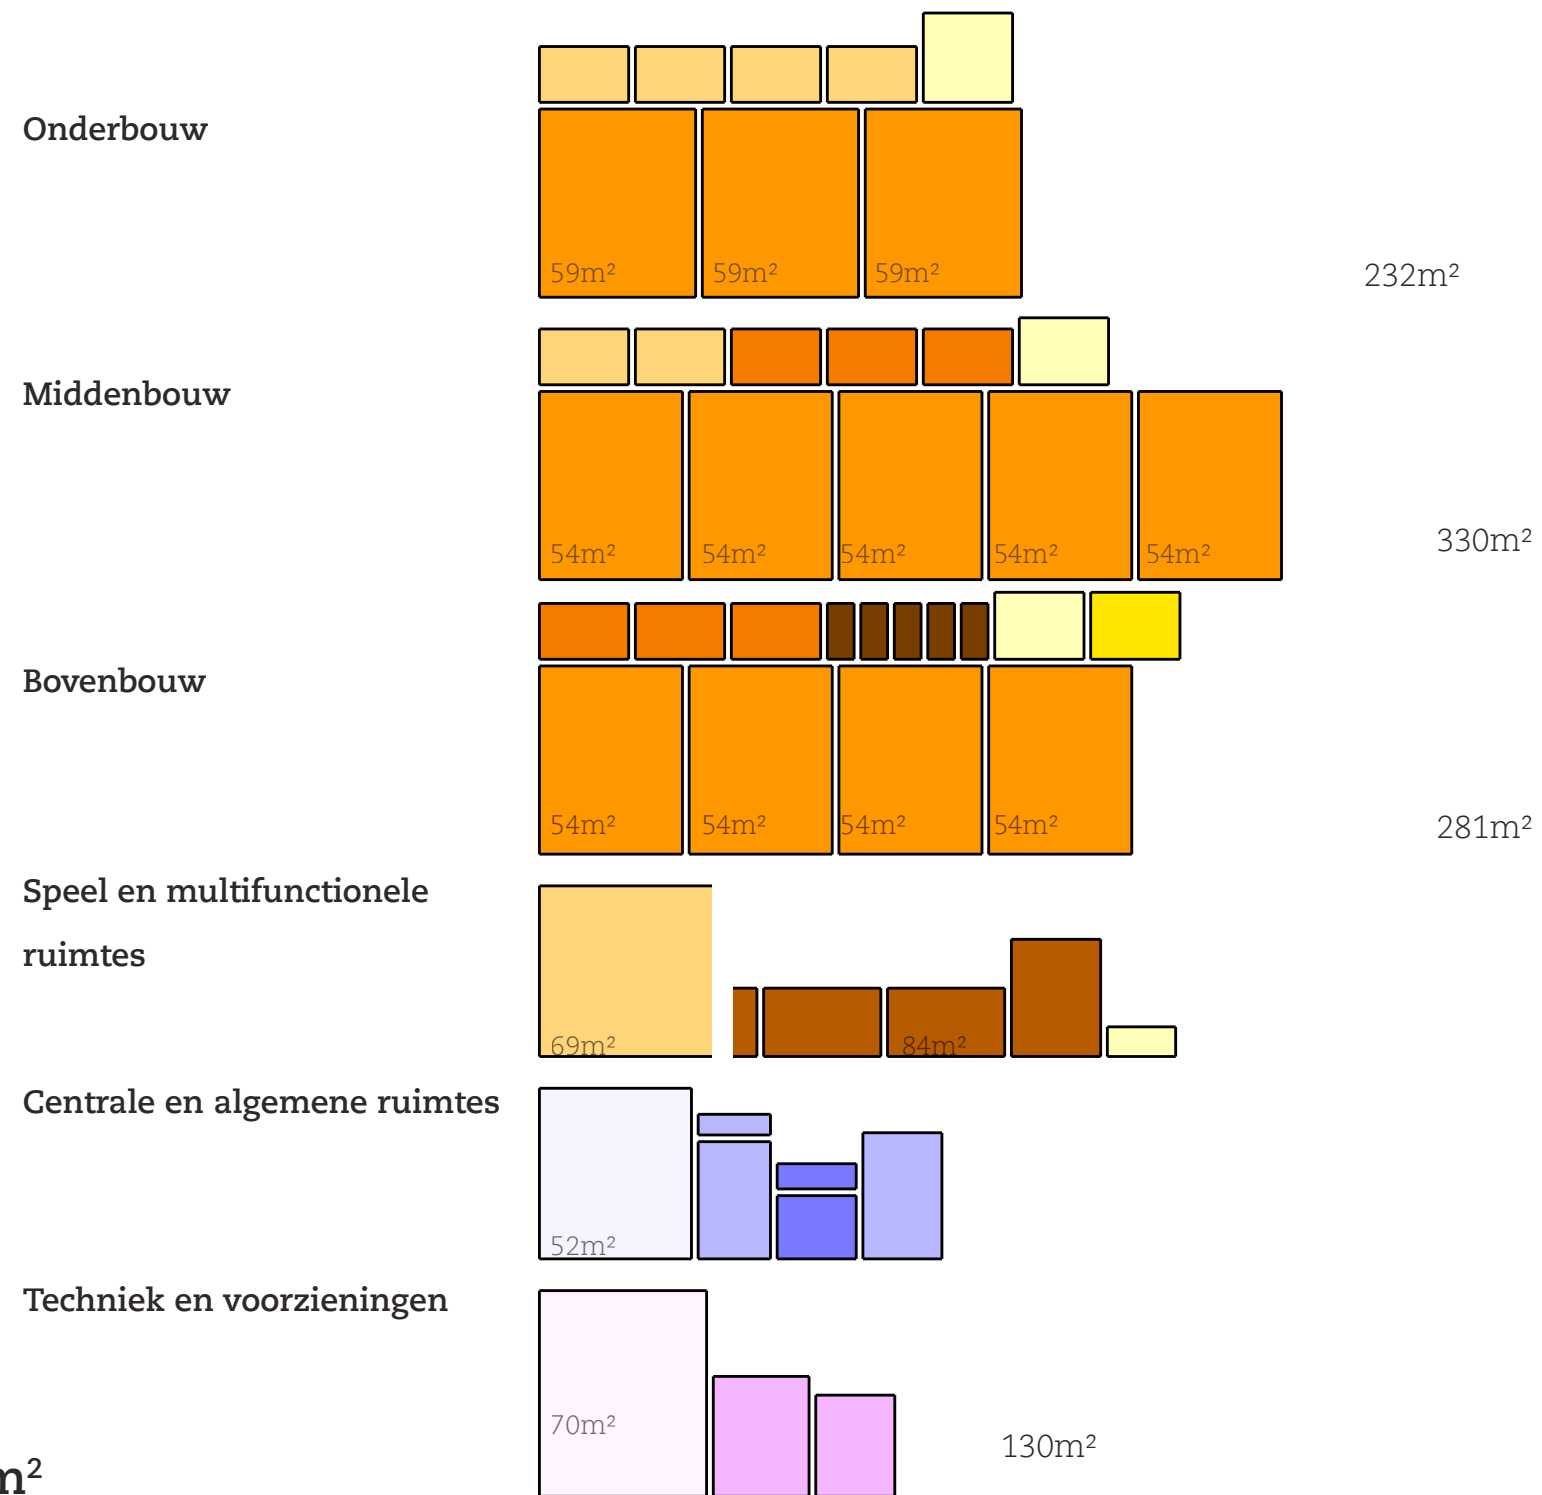 Onderbouw
59m² 59m² 59m²
232m²
Middenbouw
54m² 54m² 54m² 54m² 54m²
330m²
Bovenbouw
54m² 54m² 54m² 54m²
281m²
Speel en multifunctionele
ruimtes
69m² 84m²
Centrale en algemene ruimtes
52m²
Techniek en voorzieningen
70m²
130m²
m²